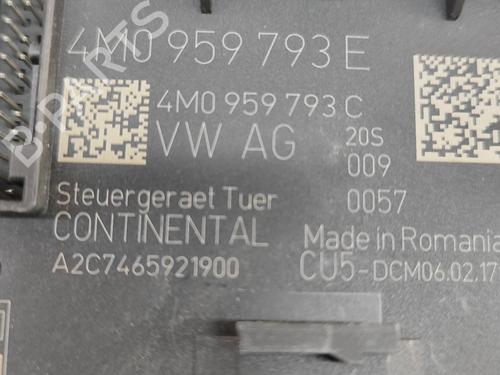 4M0 959 793 E
4M0 959 793 C
VW AG 20S
009
Steuergeraet Tuer 0057
CONTINENTAL Made in Romania
A2C7465921900 CU5-DCM06.02.17
B-PARTS